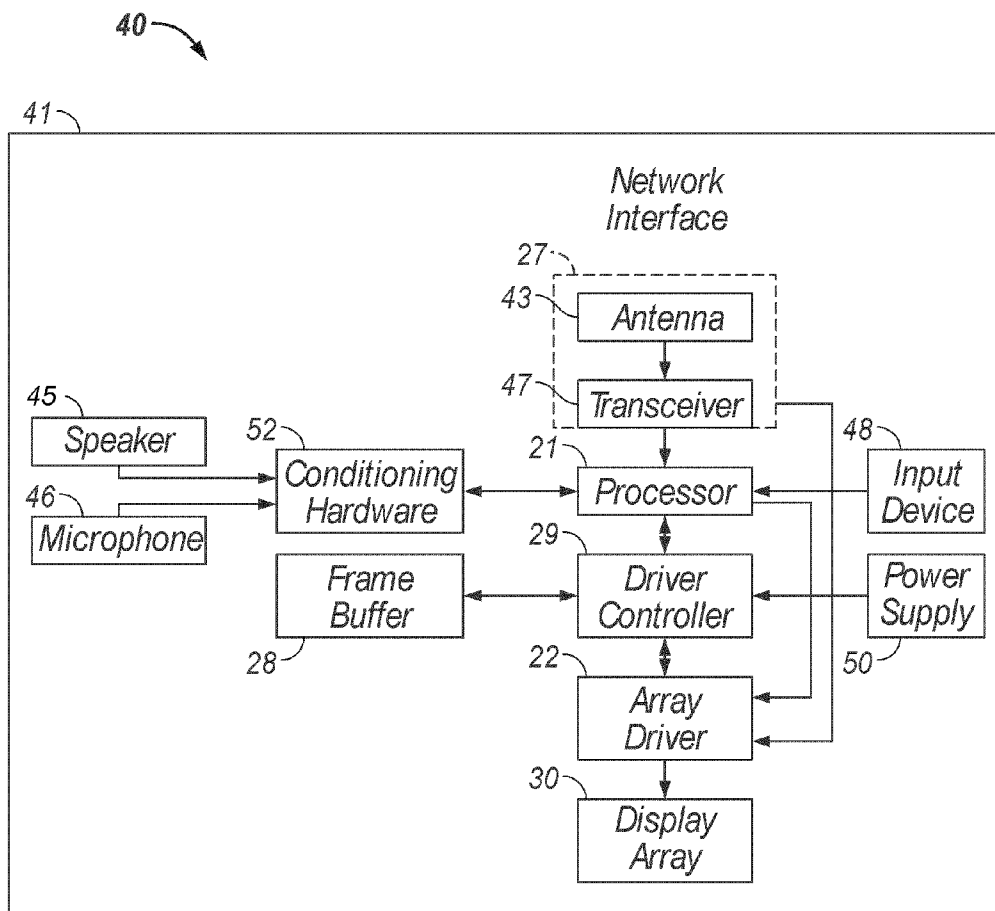 40
41
Network
Interface
27
43
Antenna
47
Transceiver
45
Speaker
52
Conditioning
Hardware
21
Processor
48
Input
Device
46
Microphone
29
Frame
Buffer
28
Driver
Controller
Power
Supply
50
22
Array
Driver
30
Display
Array